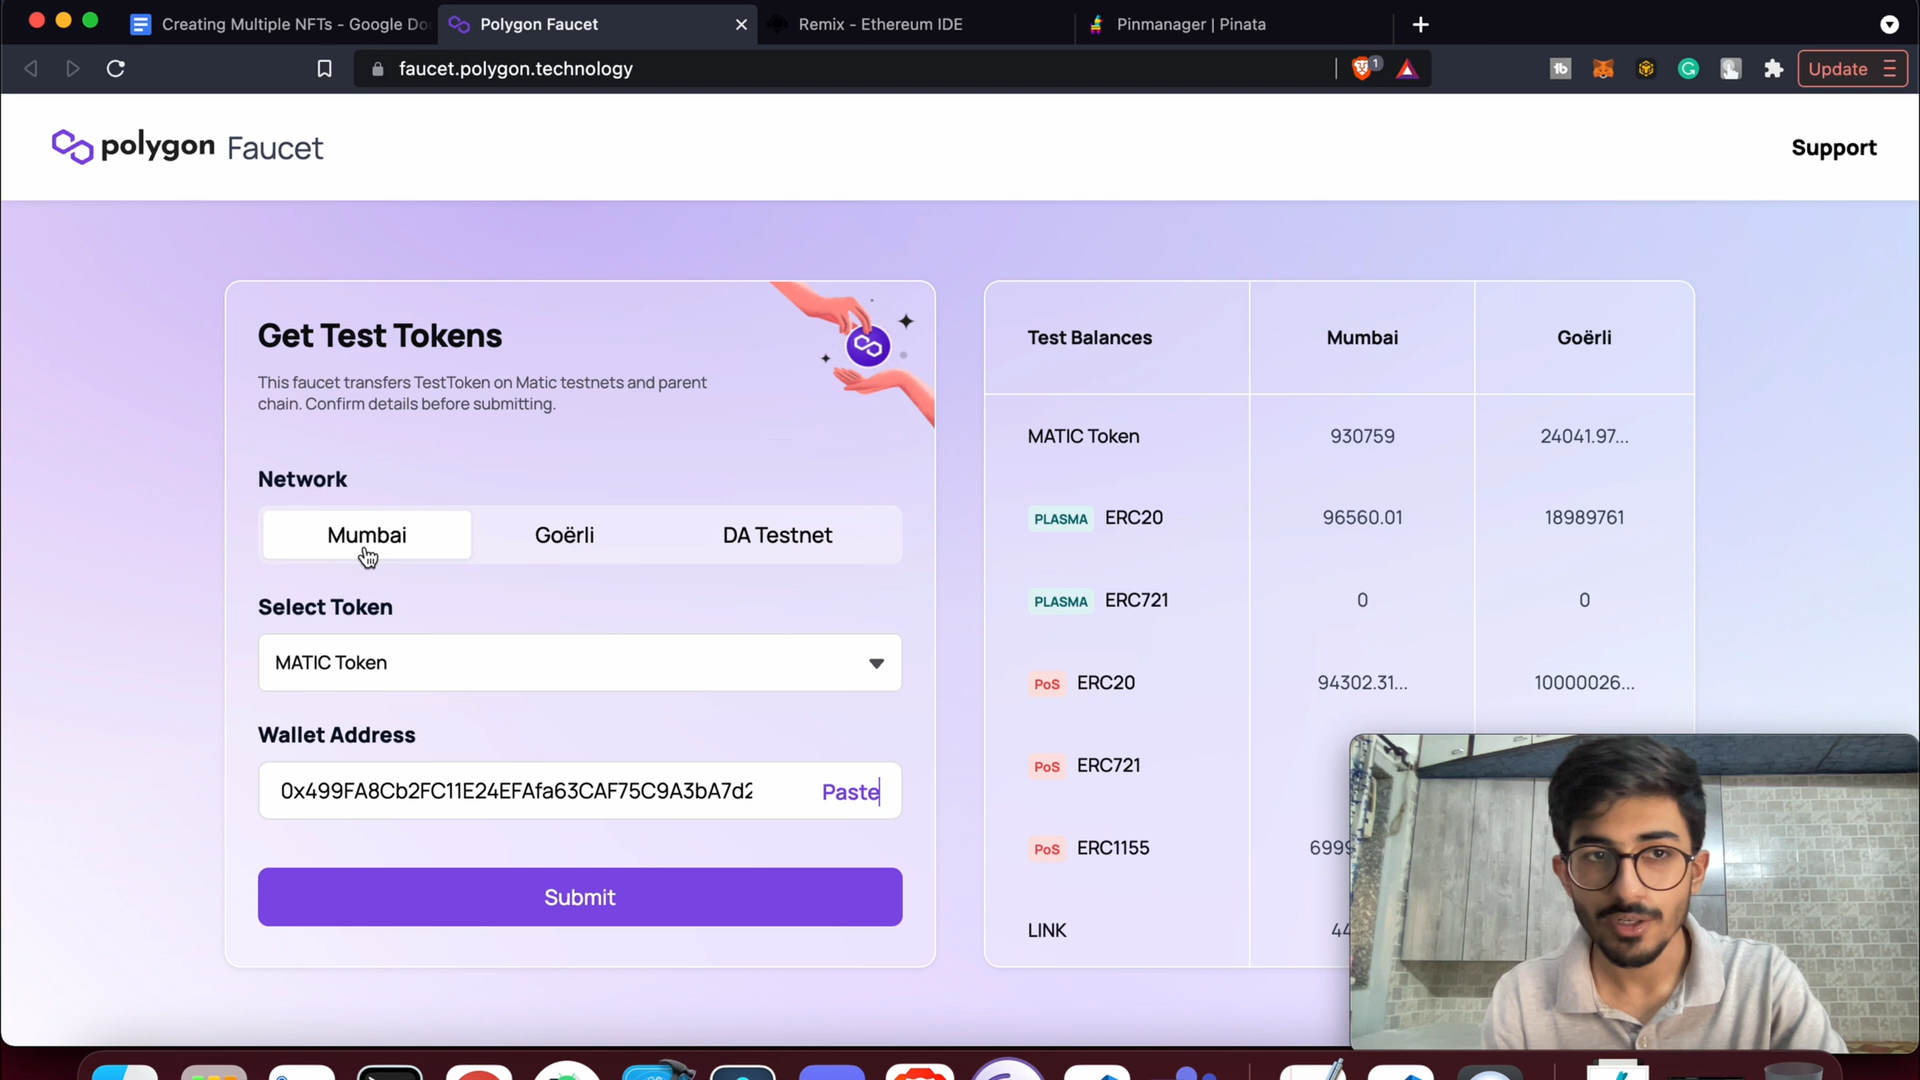 Creating Multiple NFTs - Google Do
Polygon Faucet
Remix - Ethereum IDE
Pinmanager | Pinata
faucet.polygon.technology
1
tb
G
Update
polygon Faucet
Support
Get Test Tokens
This faucet transfers TestToken on Matic testnets and parent
chain. Confirm details before submitting.
Network
Mumbai
Goërli
DA Testnet
Select Token
MATIC Token
Wallet Address
0x499FA8Cb2FC11E24EFAfa63CAF75C9A3bA7d2
Paste
Submit
Test Balances
Mumbai
Goërli
MATIC Token
930759
24041.97...
PLASMA ERC20
96560.01
18989761
PLASMA ERC721
0
0
PoS ERC20
94302.31...
10000026...
PoS ERC721
PoS ERC1155
6999
LINK
44